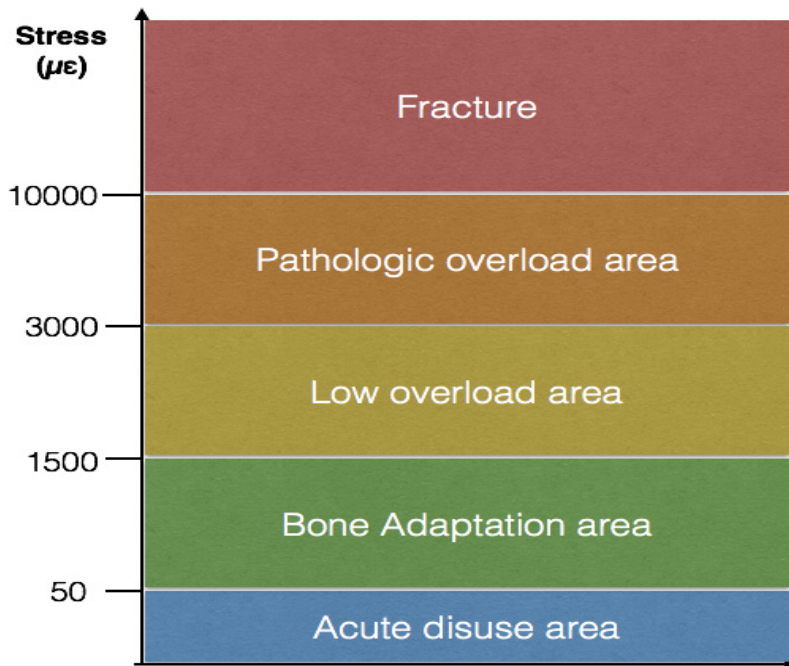 Stress
(µε)
Fracture
10000
Pathologic overload area
3000
Low overload area
1500
Bone Adaptation area
50
Acute disuse area